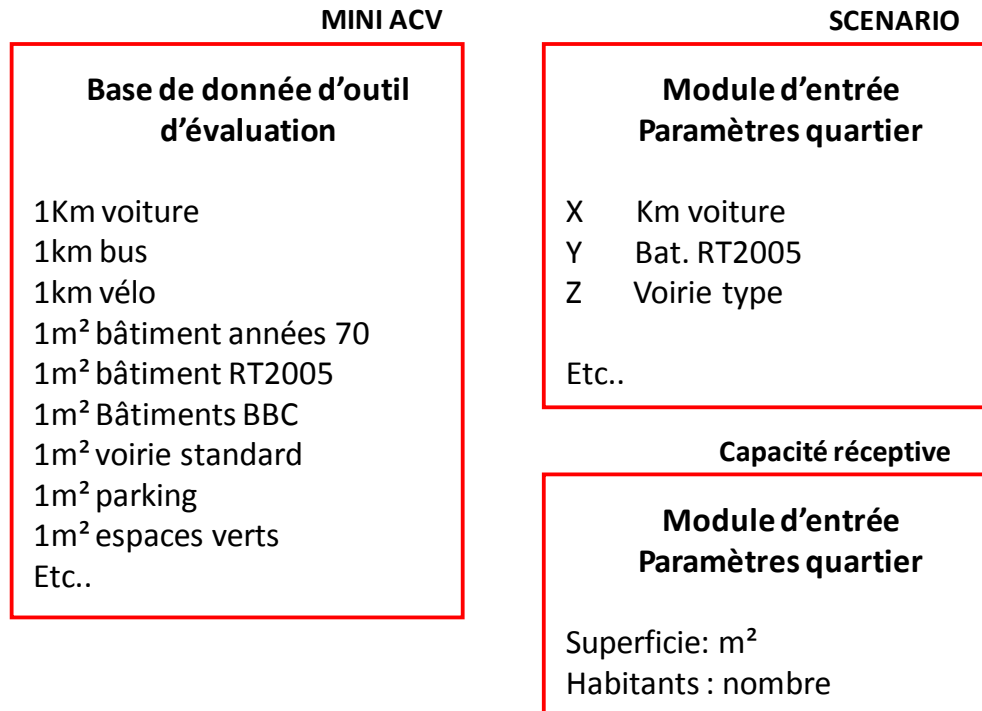 MINI ACV
Base de donnée d'outil
d'évaluation
1Km voiture
1km bus
1km vélo
1m² bâtiment années 70
1m² bâtiment RT2005
1m² Bâtiments BBC
1m² voirie standard
1m² parking
1m² espaces verts
Etc..
SCENARIO
Module d'entrée
Paramètres quartier
X Km voiture
Y Bat. RT2005
Z Voirie type
Etc..
Capacité réceptive
Module d'entrée
Paramètres quartier
Superficie: m²
Habitants : nombre